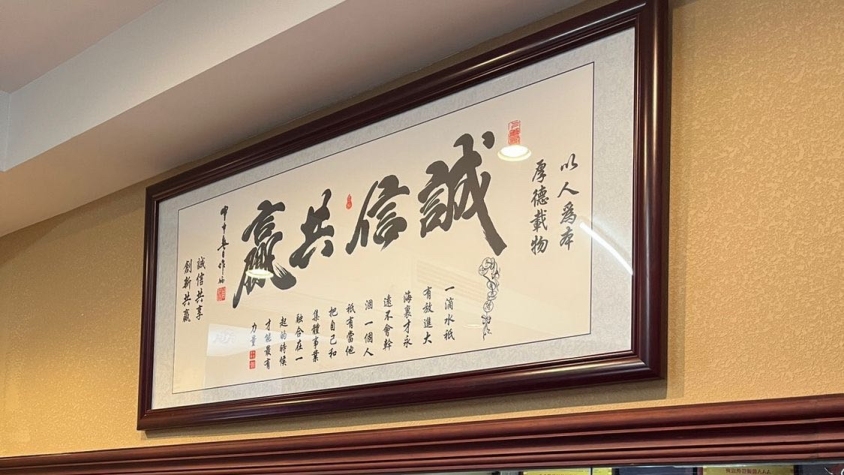 以人爲本
厚德載物
誠信共贏
一滴水祇
有放進大
海裏才永
遠不會幹
涸一個人
祇有當他
把自己和
集體事業
融合在一
起的時候
才能最有
力量
誠信共享
創新共贏